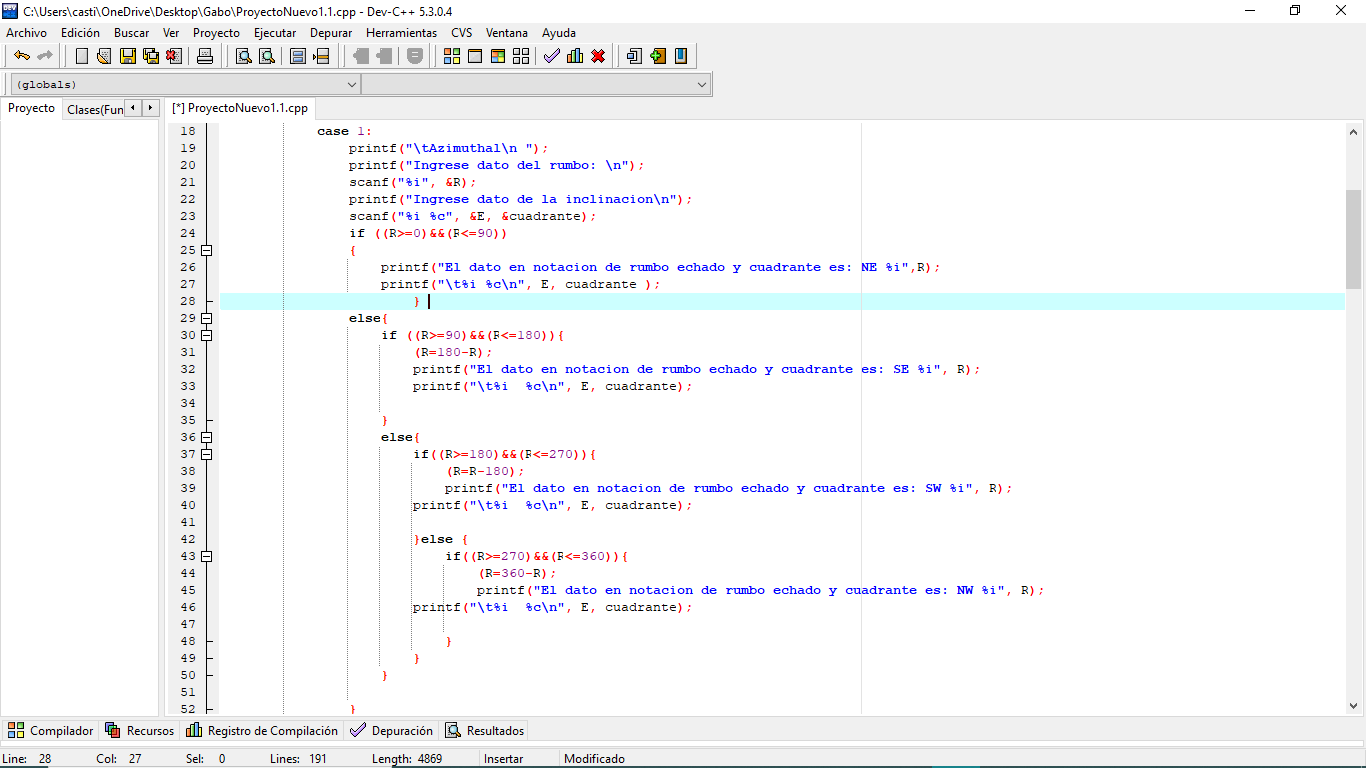 C:\Users\casti\OneDrive\Desktop\Gabo\ProyectoNuevo1.1.cpp - Dev-C++ 5.3.0.4
Archivo Edición Buscar Ver Proyecto Ejecutar Depurar Herramientas CVS Ventana Ayuda
(globals)
Proyecto Clases(Fun [*] ProyectoNuevo1.1.cpp
18 case 1:
19 printf("\tAzimuthal\n ");
20 printf("Ingrese dato del rumbo: \n");
21 scanf("%i", &R);
22 printf("Ingrese dato de la inclinacion\n");
23 scanf("%i %c", &E, &cuadrante);
24 if ((R>=0)&&(R<=90))
25 {
26 printf("El dato en notacion de rumbo echado y cuadrante es: NE %i",R);
27 printf("\t%i %c\n", E, cuadrante );
28 }
29 else{
30 if ((R>=90)&&(R<=180)){
31 (R=180-R);
32 printf("El dato en notacion de rumbo echado y cuadrante es: SE %i", R);
33 printf("\t%i  %c\n", E, cuadrante);
34
35 }
36 else{
37 if((R>=180)&&(R<=270)){
38 (R=R-180);
39 printf("El dato en notacion de rumbo echado y cuadrante es: SW %i", R);
40 printf("\t%i  %c\n", E, cuadrante);
41
42 }else {
43 if((R>=270)&&(R<=360)){
44 (R=360-R);
45 printf("El dato en notacion de rumbo echado y cuadrante es: NW %i", R);
46 printf("\t%i  %c\n", E, cuadrante);
47
48 }
49 }
50 }
51
52 }
Compilador Recursos Registro de Compilación Depuración Resultados
Line: 28 Col: 27 Sel: 0 Lines: 191 Length: 4869 Insertar Modificado